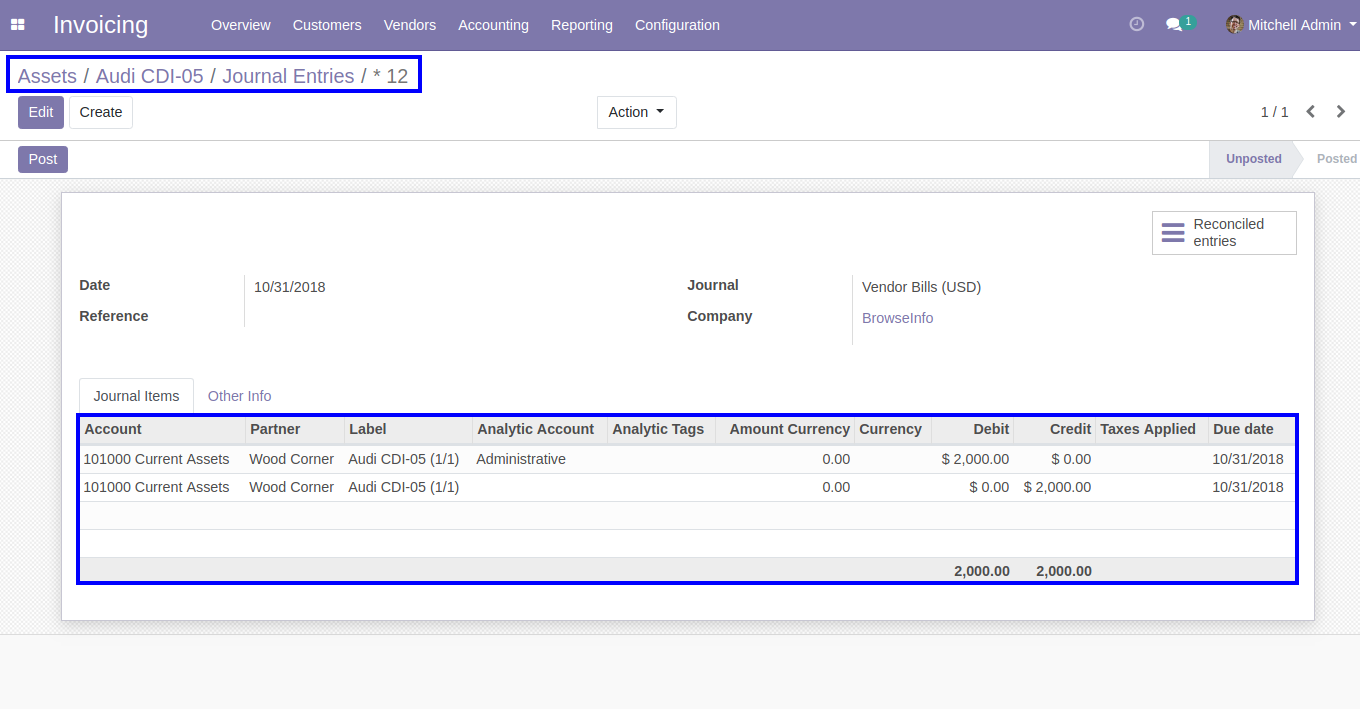 Invoicing Overview Customers Vendors Accounting Reporting Configuration 1 Mitchell Admin
Assets / Audi CDI-05 / Journal Entries / * 12
Edit Create Action 1 / 1
Post Unposted Posted
Reconciled
entries
Date 10/31/2018 Journal Vendor Bills (USD)
Reference Company BrowseInfo
Journal Items Other Info
Account Partner Label Analytic Account Analytic Tags Amount Currency Currency Debit Credit Taxes Applied Due date
101000 Current Assets Wood Corner Audi CDI-05 (1/1) Administrative 0.00 $ 2,000.00 $ 0.00 10/31/2018
101000 Current Assets Wood Corner Audi CDI-05 (1/1) 0.00 $ 0.00 $ 2,000.00 10/31/2018
2,000.00 2,000.00